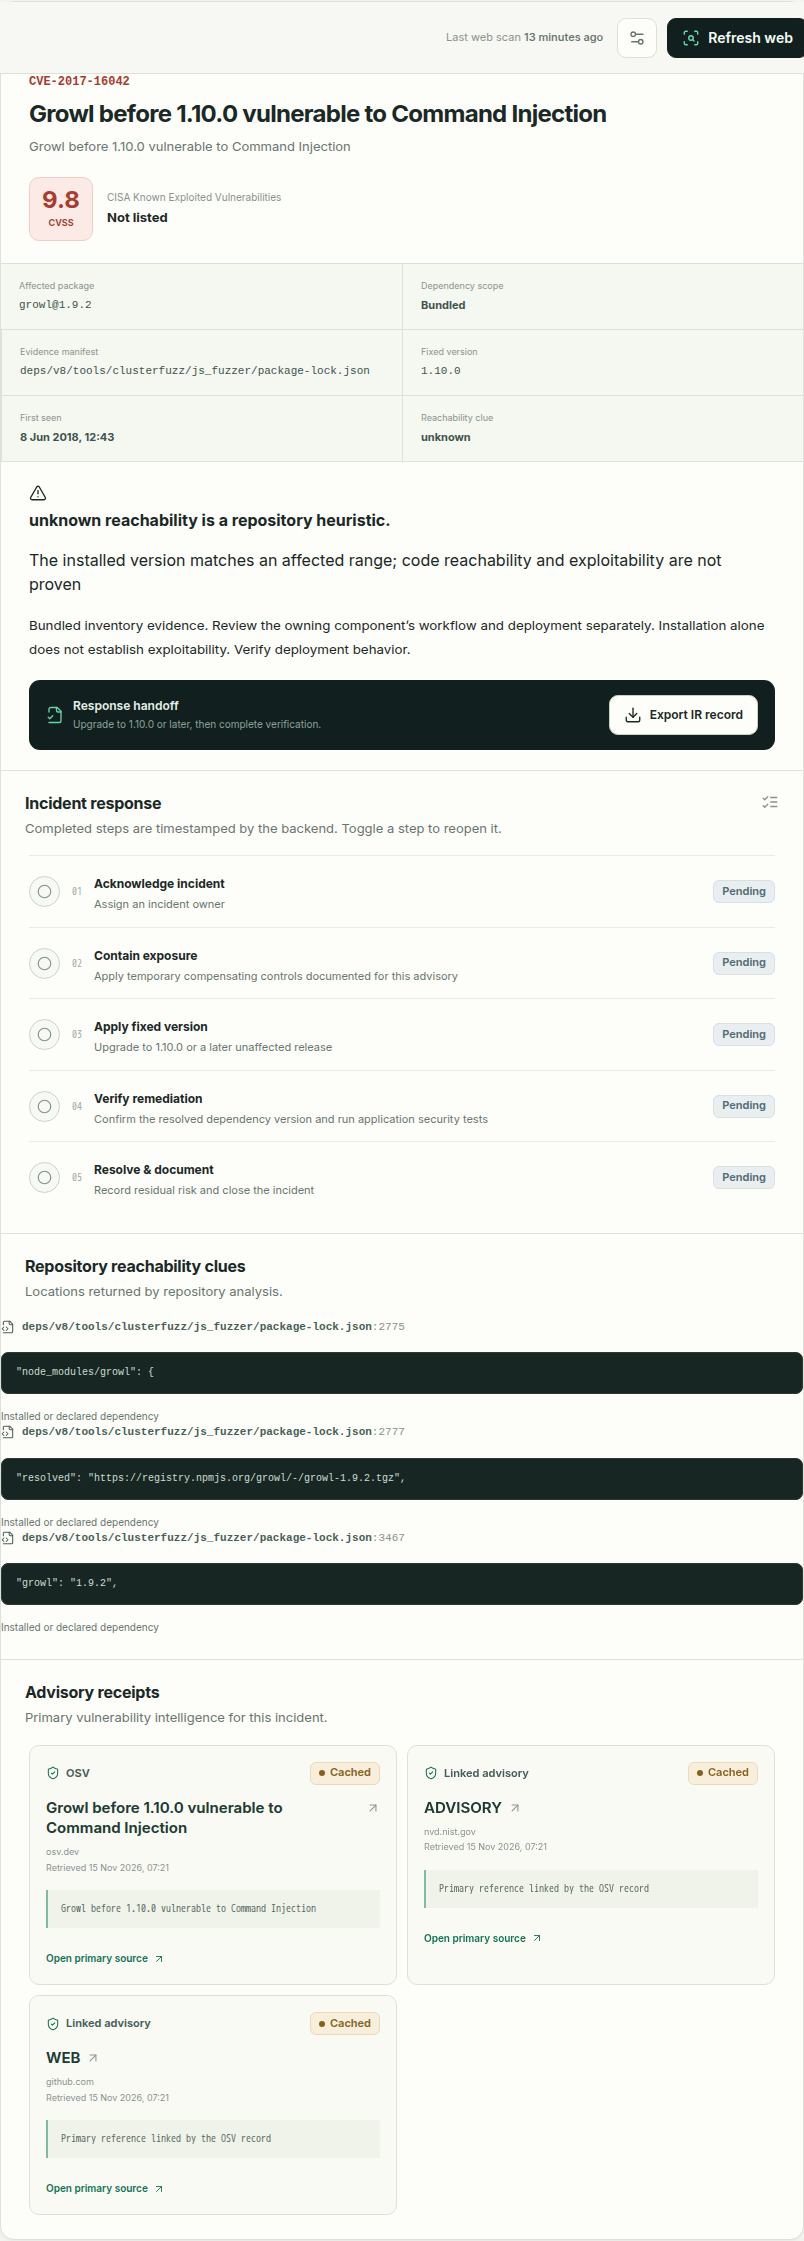 Last web scan 13 minutes ago
Refresh web
CVE-2017-16042
Growl before 1.10.0 vulnerable to Command Injection
Growl before 1.10.0 vulnerable to Command Injection
9.8
CVSS
CISA Known Exploited Vulnerabilities
Not listed
Affected package
growl@1.9.2
Dependency scope
Bundled
Evidence manifest
deps/v8/tools/clusterfuzz/js_fuzzer/package-lock.json
Fixed version
1.10.0
First seen
8 Jun 2018, 12:43
Reachability clue
unknown
unknown reachability is a repository heuristic.
The installed version matches an affected range; code reachability and exploitability are not
proven
Bundled inventory evidence. Review the owning component's workflow and deployment separately. Installation alone
does not establish exploitability. Verify deployment behavior.
Response handoff
Upgrade to 1.10.0 or later, then complete verification.
Export IR record
Incident response
Completed steps are timestamped by the backend. Toggle a step to reopen it.
01
Acknowledge incident
Assign an incident owner
Pending
02
Contain exposure
Apply temporary compensating controls documented for this advisory
Pending
03
Apply fixed version
Upgrade to 1.10.0 or a later unaffected release
Pending
04
Verify remediation
Confirm the resolved dependency version and run application security tests
Pending
05
Resolve & document
Record residual risk and close the incident
Pending
Repository reachability clues
Locations returned by repository analysis.
deps/v8/tools/clusterfuzz/js_fuzzer/package-lock.json:2775
"node_modules/growl": {
Installed or declared dependency
deps/v8/tools/clusterfuzz/js_fuzzer/package-lock.json:2777
"resolved": "https://registry.npmjs.org/growl/-/growl-1.9.2.tgz",
Installed or declared dependency
deps/v8/tools/clusterfuzz/js_fuzzer/package-lock.json:3467
"growl": "1.9.2",
Installed or declared dependency
Advisory receipts
Primary vulnerability intelligence for this incident.
OSV
Cached
Growl before 1.10.0 vulnerable to
Command Injection
osv.dev
Retrieved 15 Nov 2026, 07:21
Growl before 1.10.0 vulnerable to Command Injection
Open primary source
Linked advisory
Cached
ADVISORY
nvd.nist.gov
Retrieved 15 Nov 2026, 07:21
Primary reference linked by the OSV record
Open primary source
Linked advisory
Cached
WEB
github.com
Retrieved 15 Nov 2026, 07:21
Primary reference linked by the OSV record
Open primary source